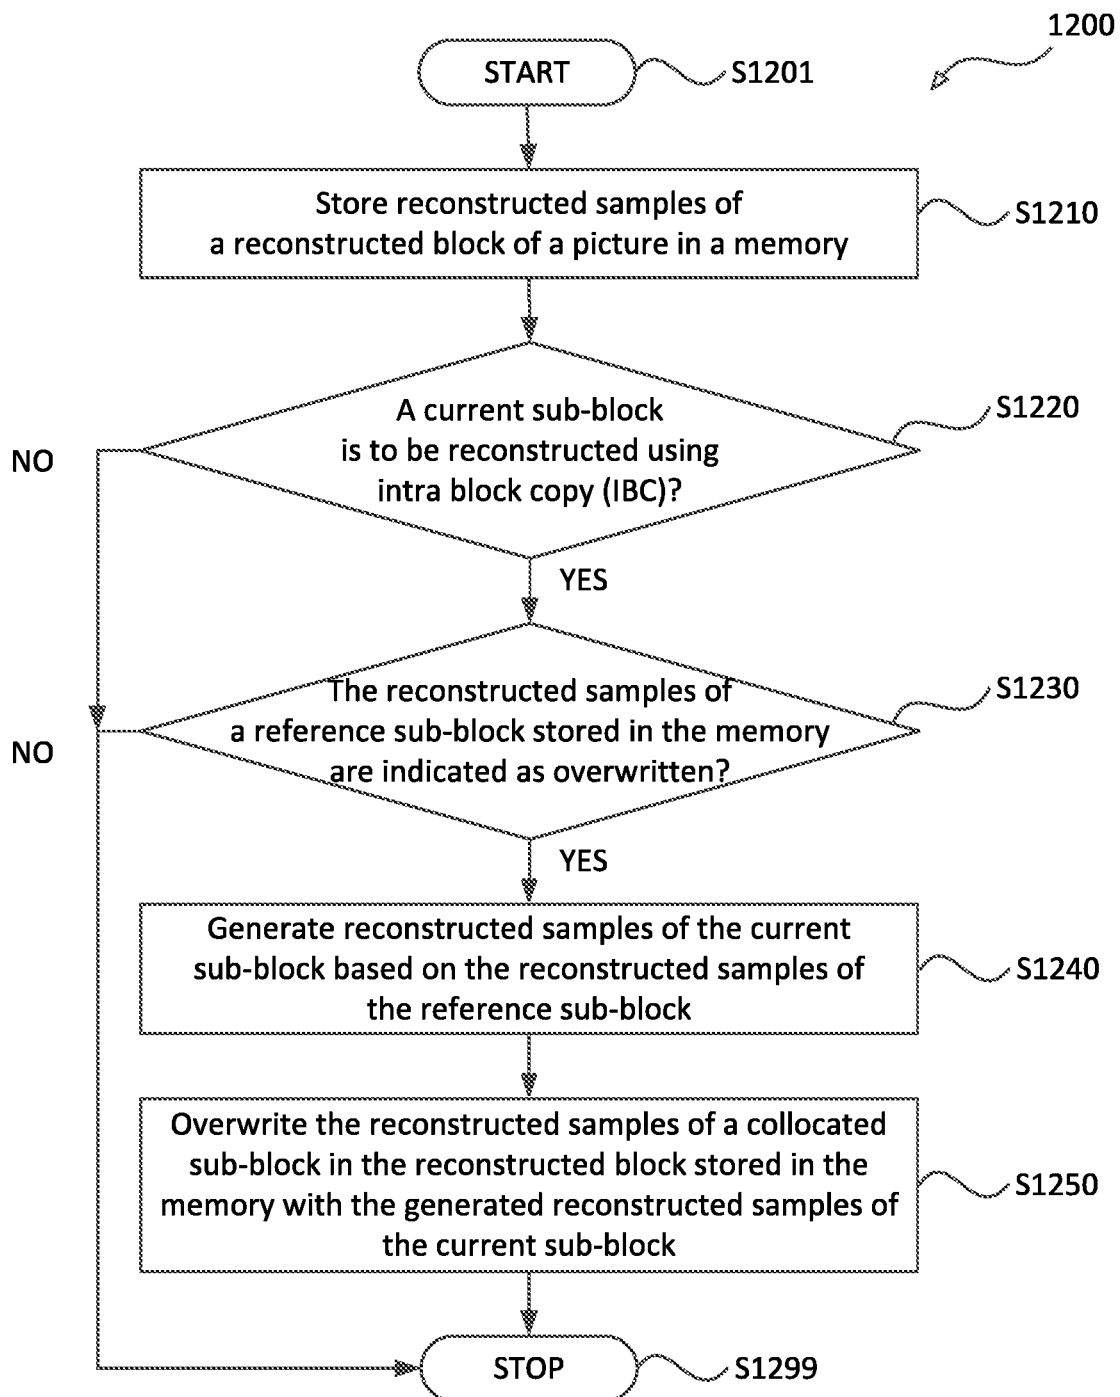 1200
START
S1201
Store reconstructed samples of
a reconstructed block of a picture in a memory
S1210
A current sub-block
is to be reconstructed using
intra block copy (IBC)?
S1220
NO
YES
The reconstructed samples of
a reference sub-block stored in the memory
are indicated as overwritten?
S1230
NO
YES
Generate reconstructed samples of the current
sub-block based on the reconstructed samples of
the reference sub-block
S1240
Overwrite the reconstructed samples of a collocated
sub-block in the reconstructed block stored in the
memory with the generated reconstructed samples of
the current sub-block
S1250
STOP
S1299